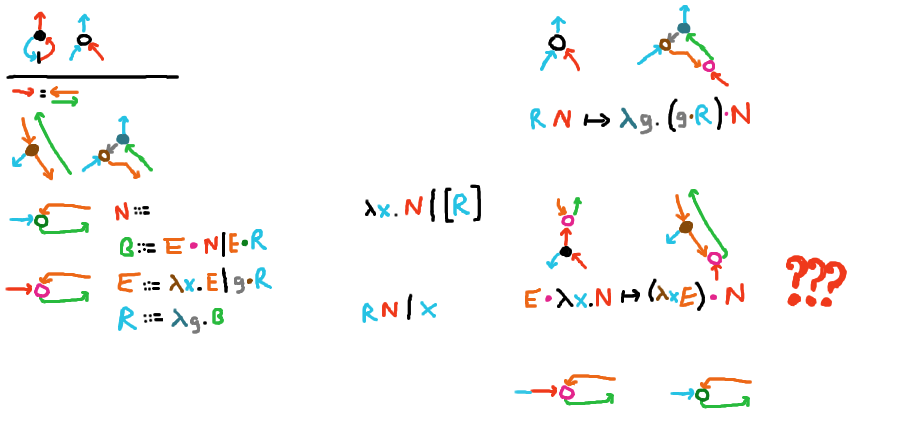 :
R N ↦ λg. (g·R)·N
N ::=
λx. N | [R]
B ::= E · N | E · R
E ::= λx. E | g · R
E · λx. N ↦ (λx E) · N
???
R N | x
R ::= λg. B